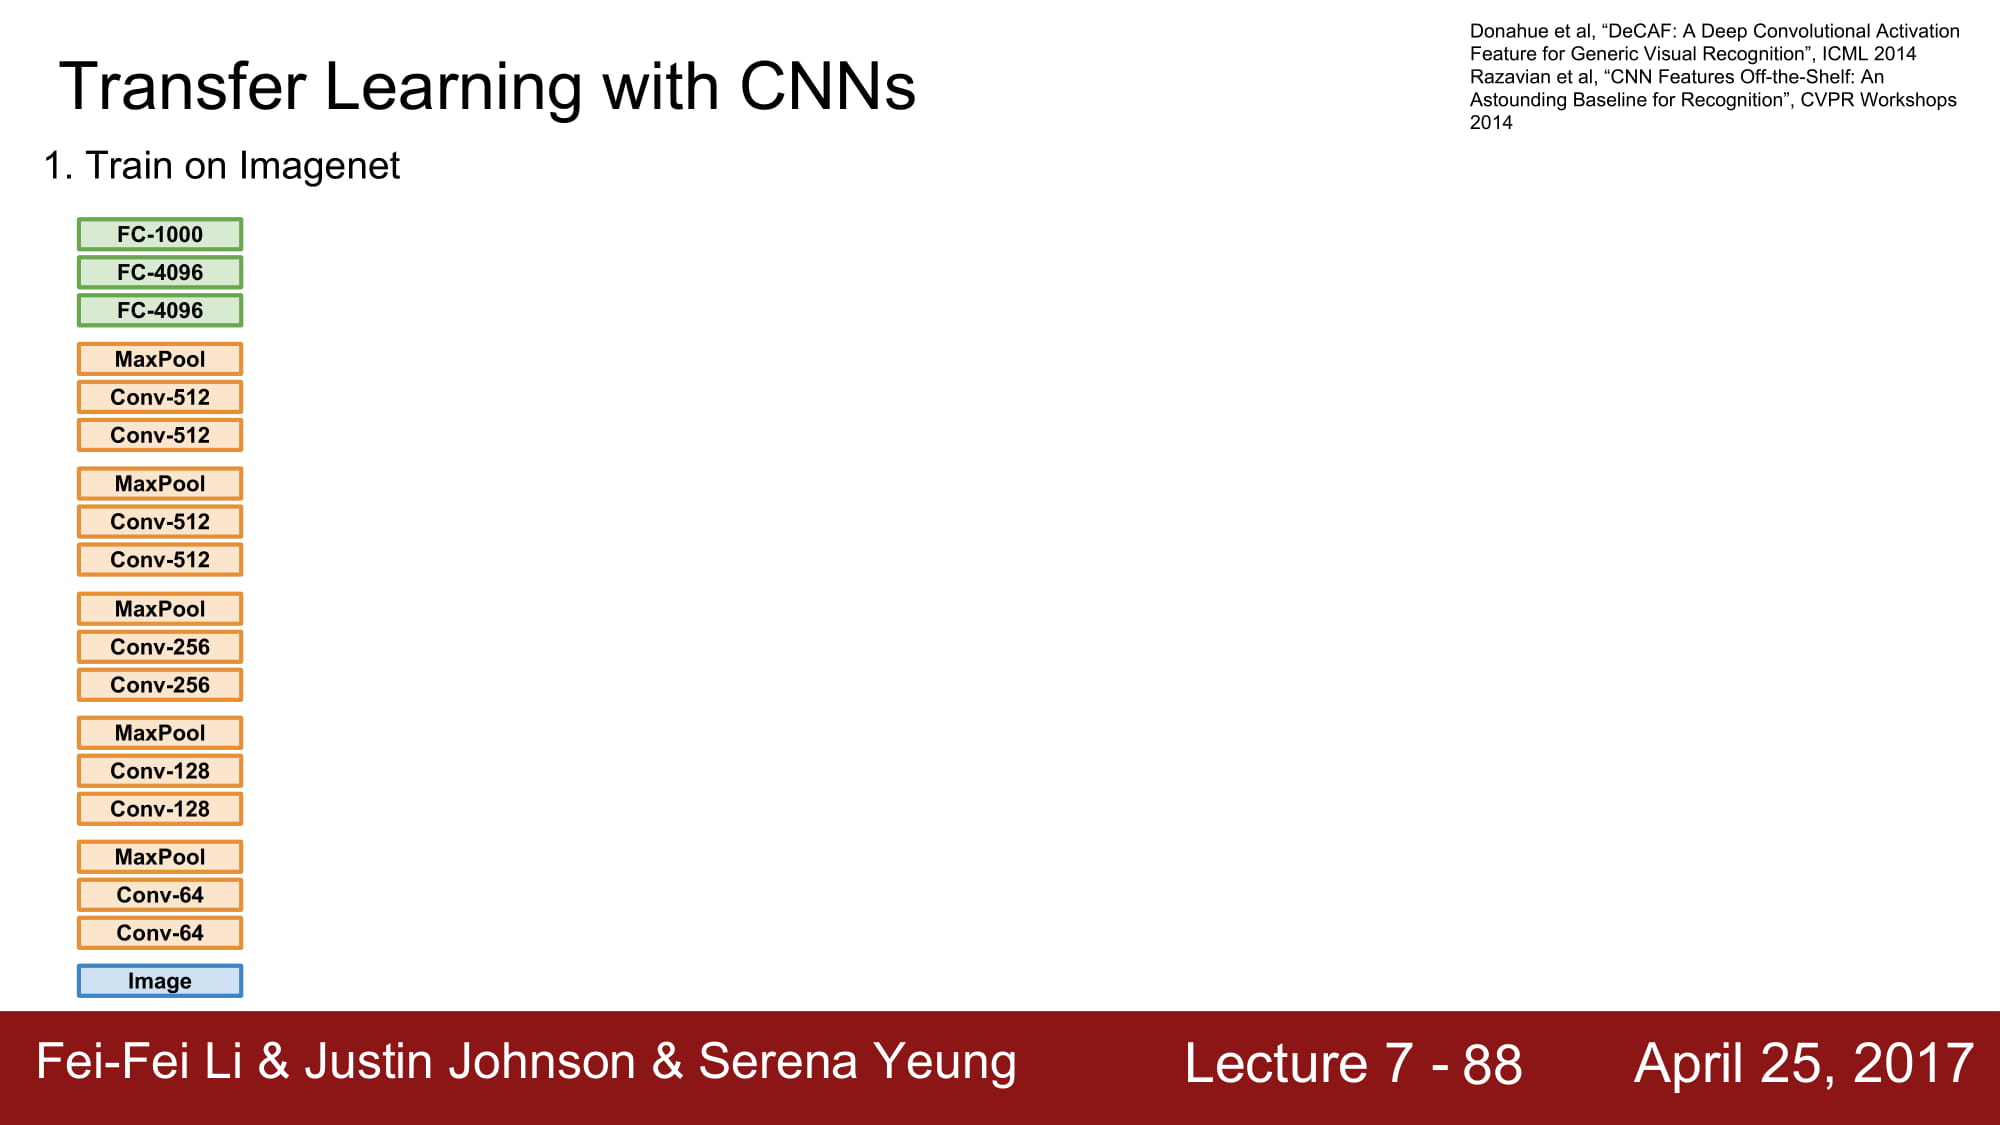 Transfer Learning with CNNs
Donahue et al, “DeCAF: A Deep Convolutional Activation
Feature for Generic Visual Recognition”, ICML 2014
Razavian et al, “CNN Features Off-the-Shelf: An
Astounding Baseline for Recognition”, CVPR Workshops
2014
1. Train on Imagenet
FC-1000
FC-4096
FC-4096
MaxPool
Conv-512
Conv-512
MaxPool
Conv-512
Conv-512
MaxPool
Conv-256
Conv-256
MaxPool
Conv-128
Conv-128
MaxPool
Conv-64
Conv-64
Image
Fei-Fei Li & Justin Johnson & Serena Yeung
Lecture 7 - 88
April 25, 2017